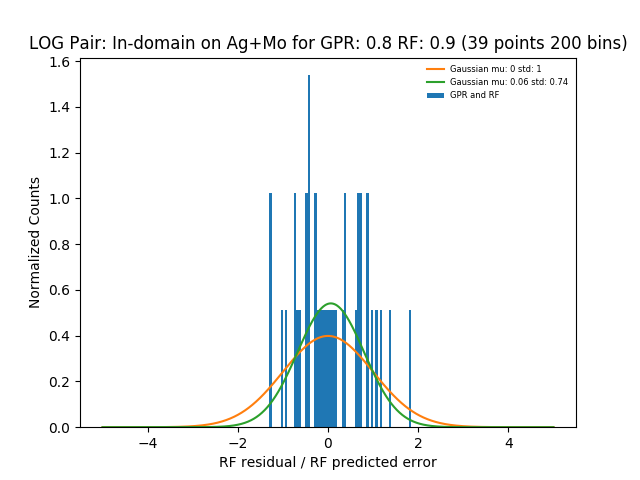 LOG Pair: In-domain on Ag+Mo for GPR: 0.8 RF: 0.9 (39 points 200 bins)
Gaussian mu: 0 std: 1
Gaussian mu: 0.06 std: 0.74
GPR and RF
Normalized Counts
1.6
1.4
1.2
1.0
0.8
0.6
0.4
0.2
0.0
−4 −2 0 2 4
RF residual / RF predicted error